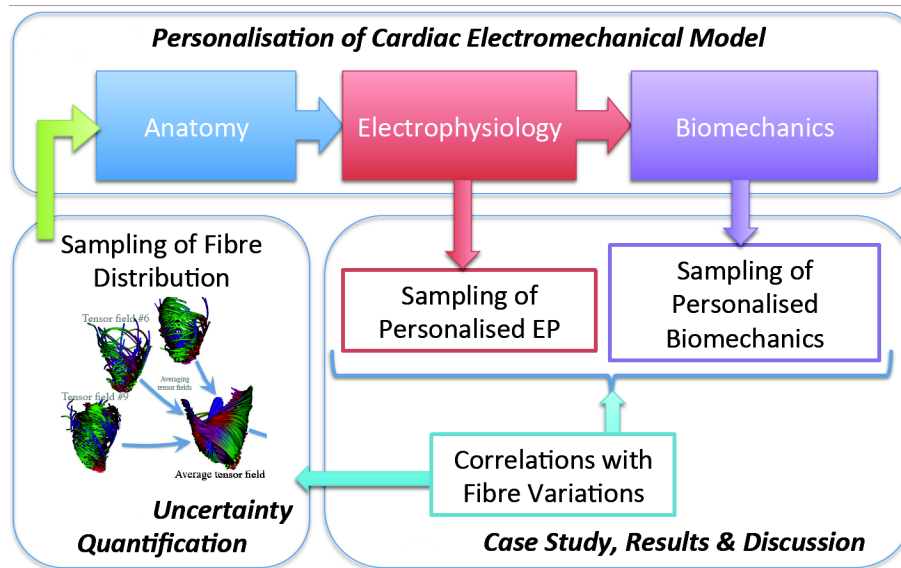 Personalisation of Cardiac Electromechanical Model
Anatomy
Electrophysiology
Biomechanics
Sampling of Fibre
Distribution
Tensor field #6
Averaging
tensor fields
Tensor field #9
Average tensor field
Uncertainty
Quantification
Sampling of
Personalised EP
Sampling of
Personalised
Biomechanics
Correlations with
Fibre Variations
Case Study, Results & Discussion